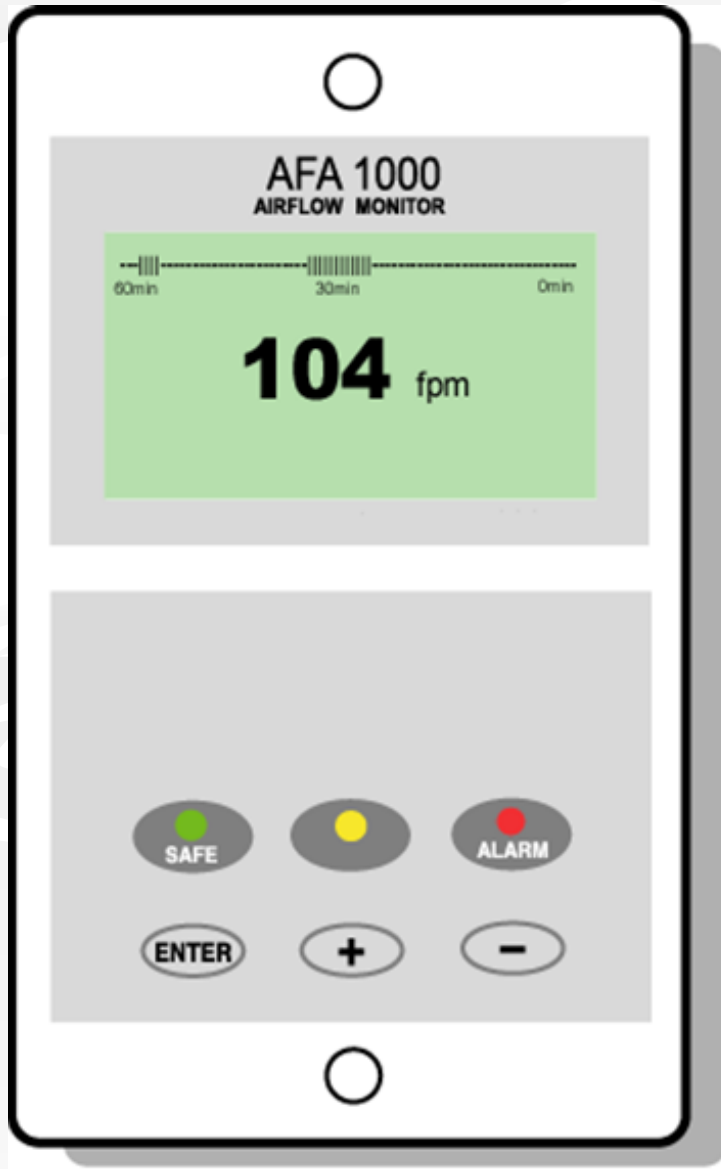 AFA 1000
AIRFLOW MONITOR
60min 30min 0min
104 fpm
SAFE ALARM
ENTER + -